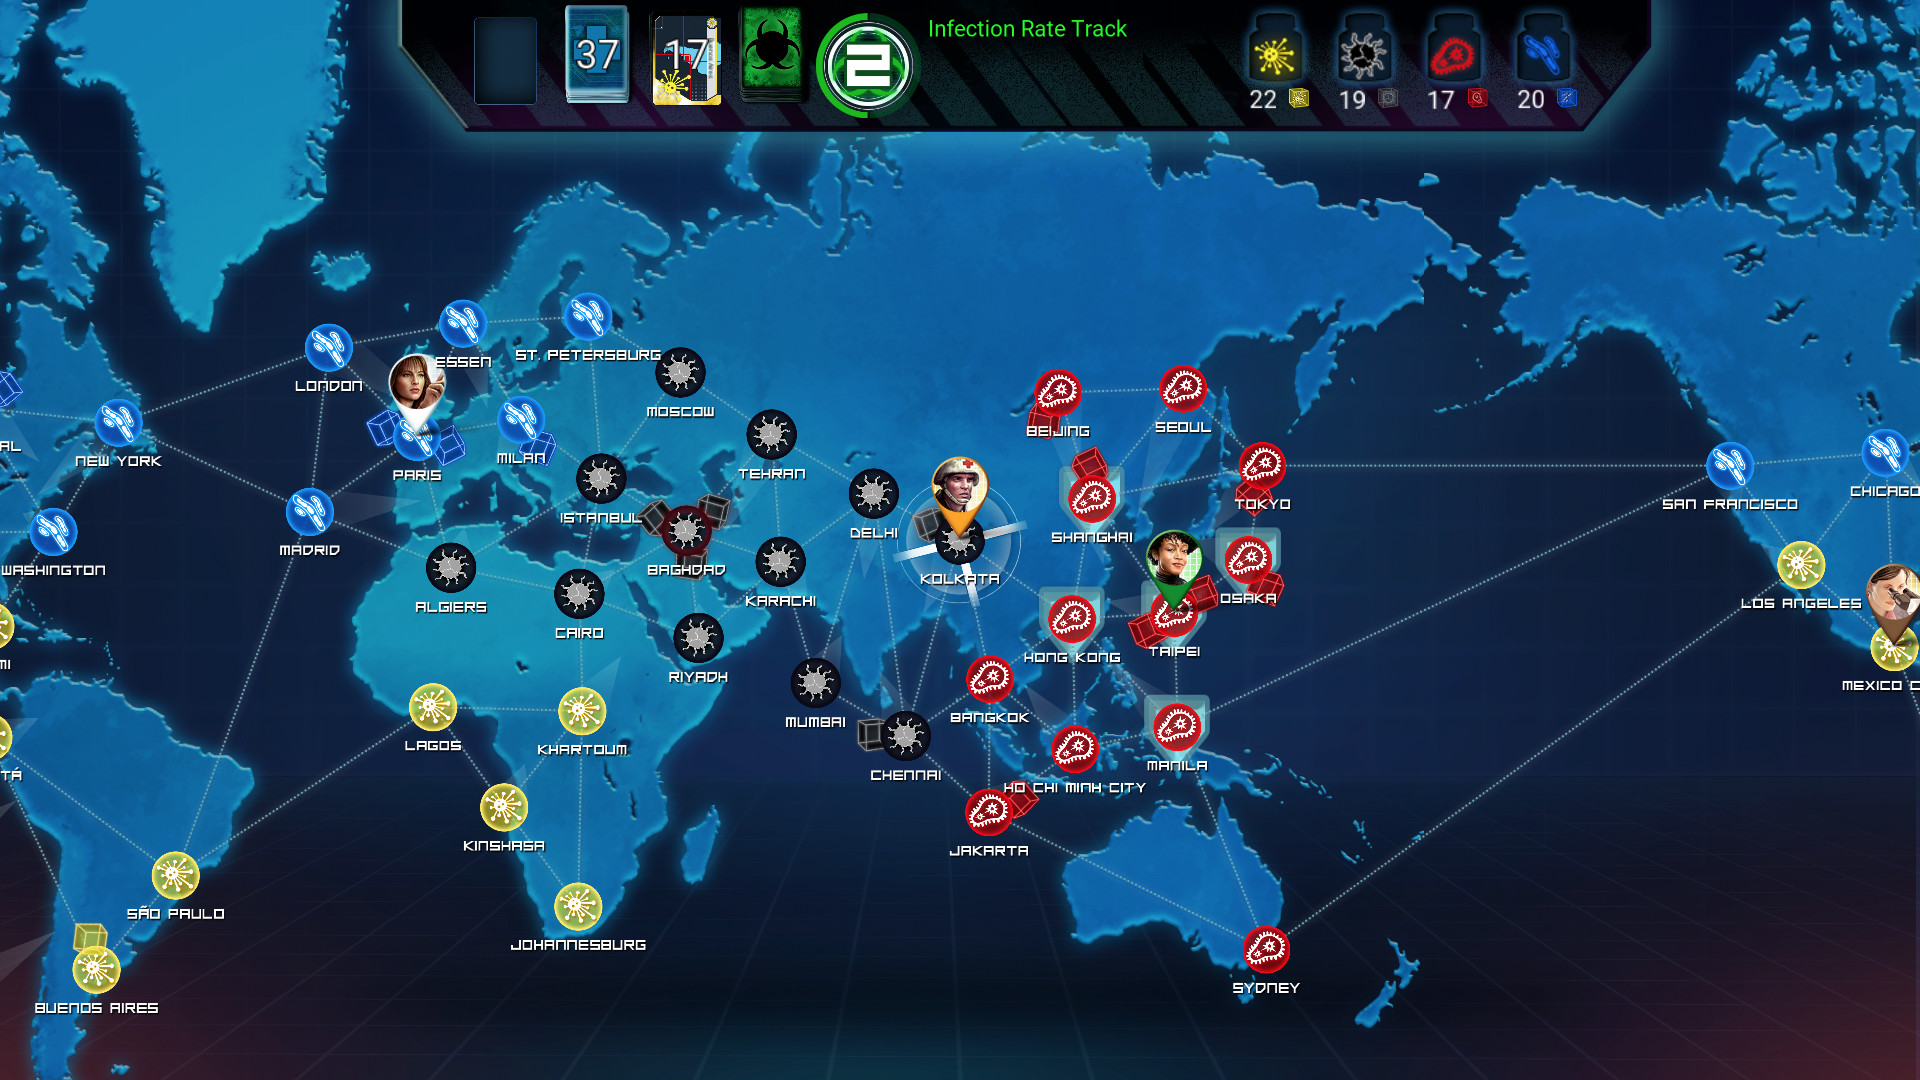 Infection Rate Track
37
17
2
22
19
17
20
ESSEN
ST. PETERSBURG
LONDON
MOSCOW
AL
NEW YORK
PARIS
MILAN
TEHRAN
BEIJING
SEOUL
ISTANBUL
DELHI
TOKYO
SAN FRANCISCO
CHICAGO
SHANGHAI
MADRID
WASHINGTON
BAGHDAD
KOLKATA
ALGIERS
KARACHI
OSAKA
LOS ANGELES
CAIRO
HONG KONG
TAIPEI
MI
RIYADH
MEXICO C
LAGOS
KHARTOUM
MUMBAI
BANGKOK
MANILA
TÁ
CHENNAI
HO CHI MINH CITY
KINSHASA
JAKARTA
SÃO PAULO
JOHANNESBURG
SYDNEY
BUENOS AIRES